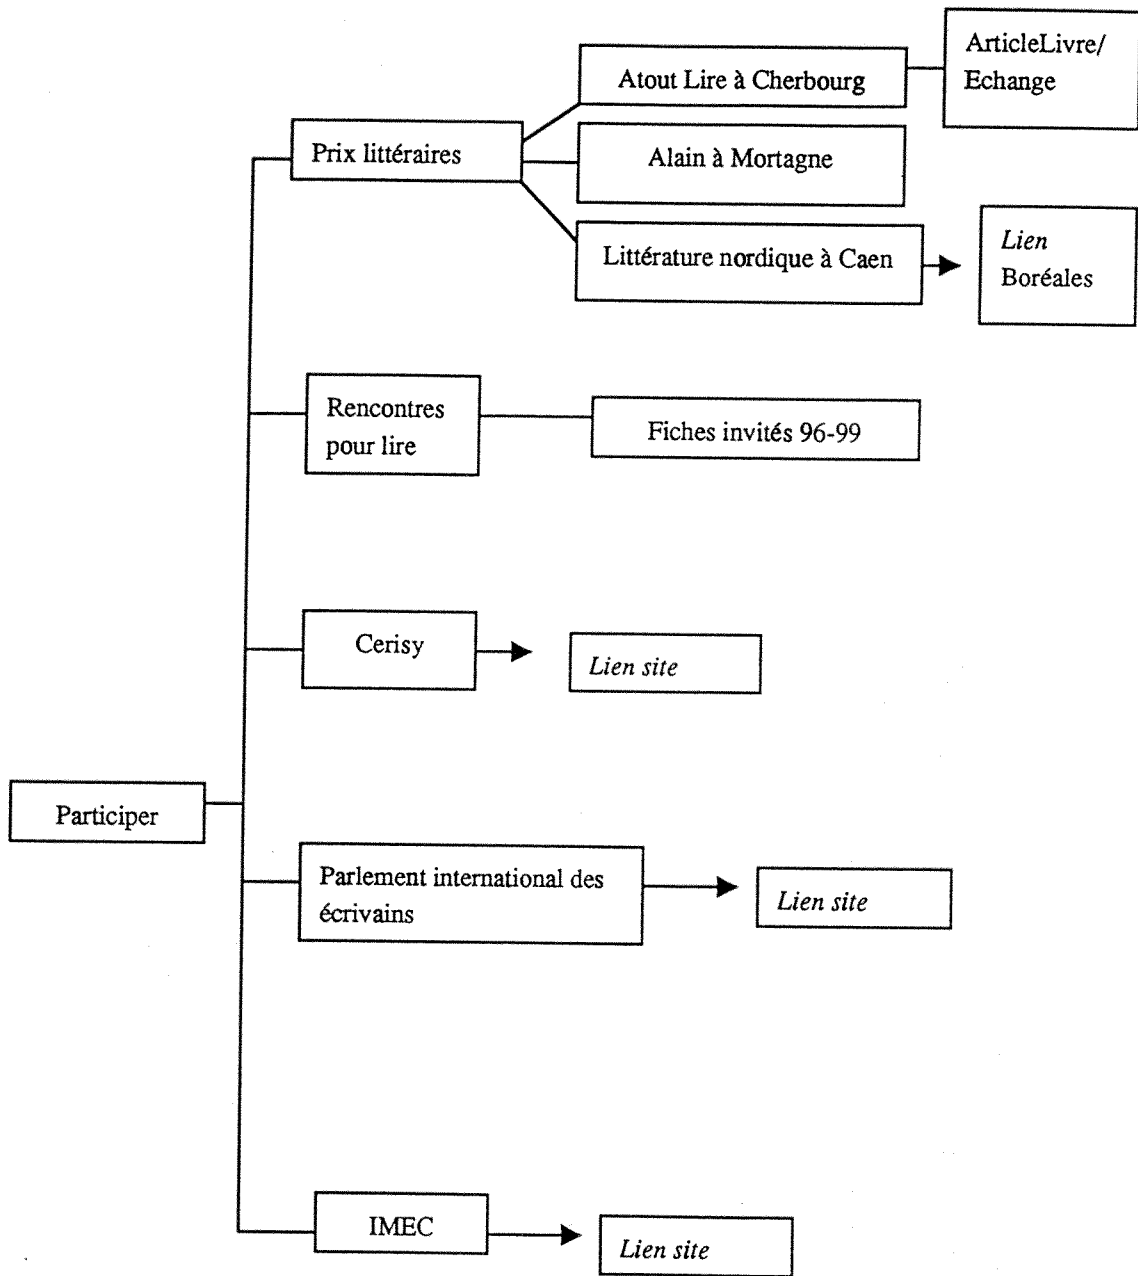 ArticleLivre/
Echange
Atout Lire à Cherbourg
Prix littéraires
Alain à Mortagne
Littérature nordique à Caen
Lien
Boréales
Rencontres
pour lire
Fiches invités 96-99
Cerisy
Lien site
Participer
Parlement international des
écrivains
Lien site
IMEC
Lien site